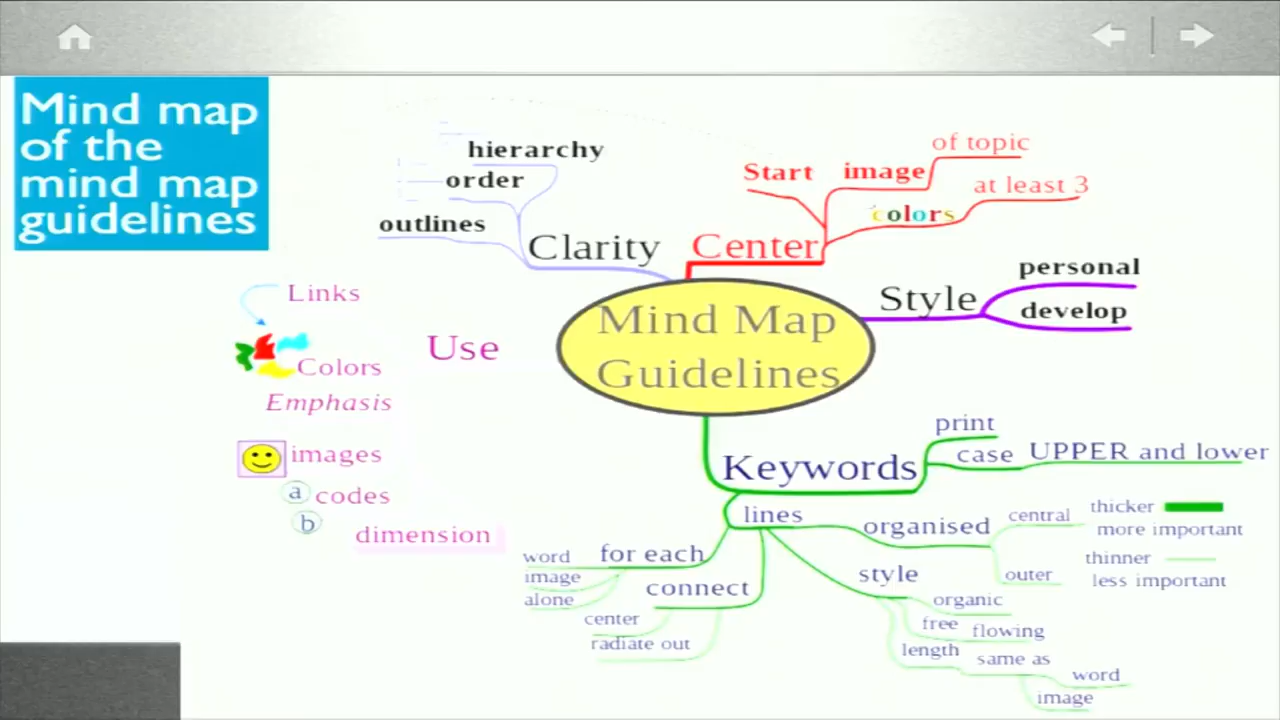 Mind map
of the
mind map
guidelines
hierarchy
order
outlines
Clarity
Start
image
of topic
at least 3
colors
Center
Style
personal
develop
Mind Map
Guidelines
Links
Colors
Emphasis
images
a
codes
b
dimension
Use
Keywords
print
case
UPPER and lower
lines
organised
central
thicker
more important
thinner
outer
less important
for each
word
image
alone
connect
center
radiate out
style
organic
free
flowing
length
same as
word
image